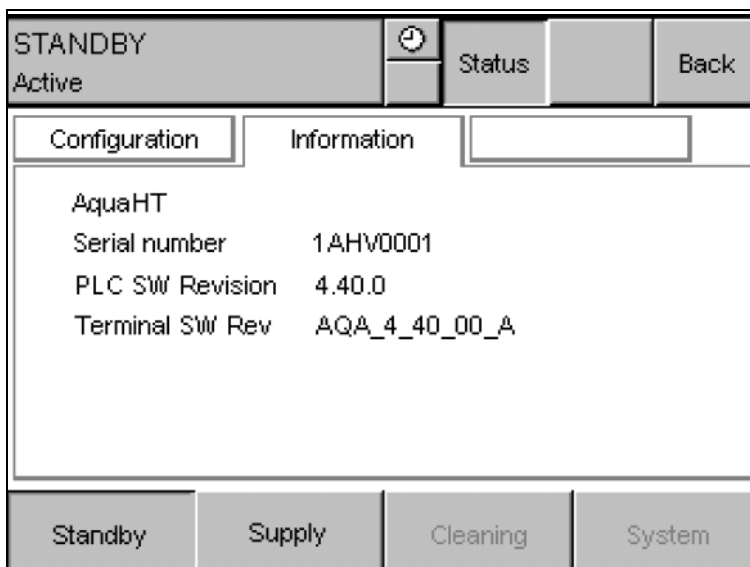 STANDBY
Active
Status
Back
Configuration
Information
AquaHT
Serial number 1AHV0001
PLC SW Revision 4.40.0
Terminal SW Rev AQA_4_40_00_A
Standby
Supply
Cleaning
System